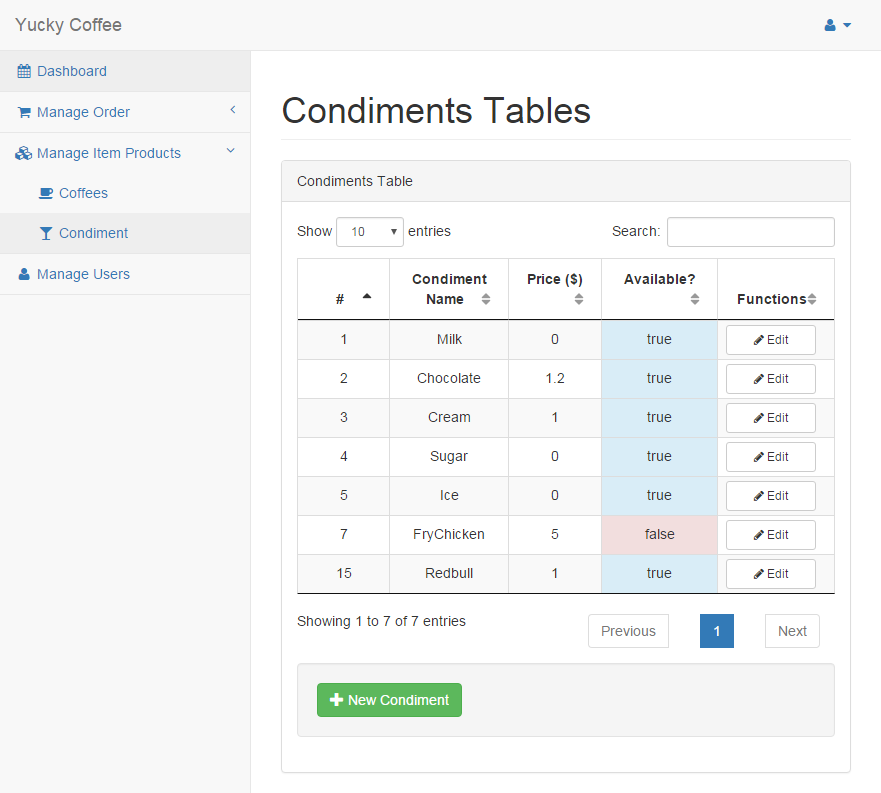 Yucky Coffee
Dashboard
Manage Order
Manage Item Products
Coffees
Condiment
Manage Users
Condiments Tables
Condiments Table
Show 10 entries Search:
# Condiment Name Price ($) Available? Functions
1 Milk 0 true Edit
2 Chocolate 1.2 true Edit
3 Cream 1 true Edit
4 Sugar 0 true Edit
5 Ice 0 true Edit
7 FryChicken 5 false Edit
15 Redbull 1 true Edit
Showing 1 to 7 of 7 entries Previous 1 Next
New Condiment